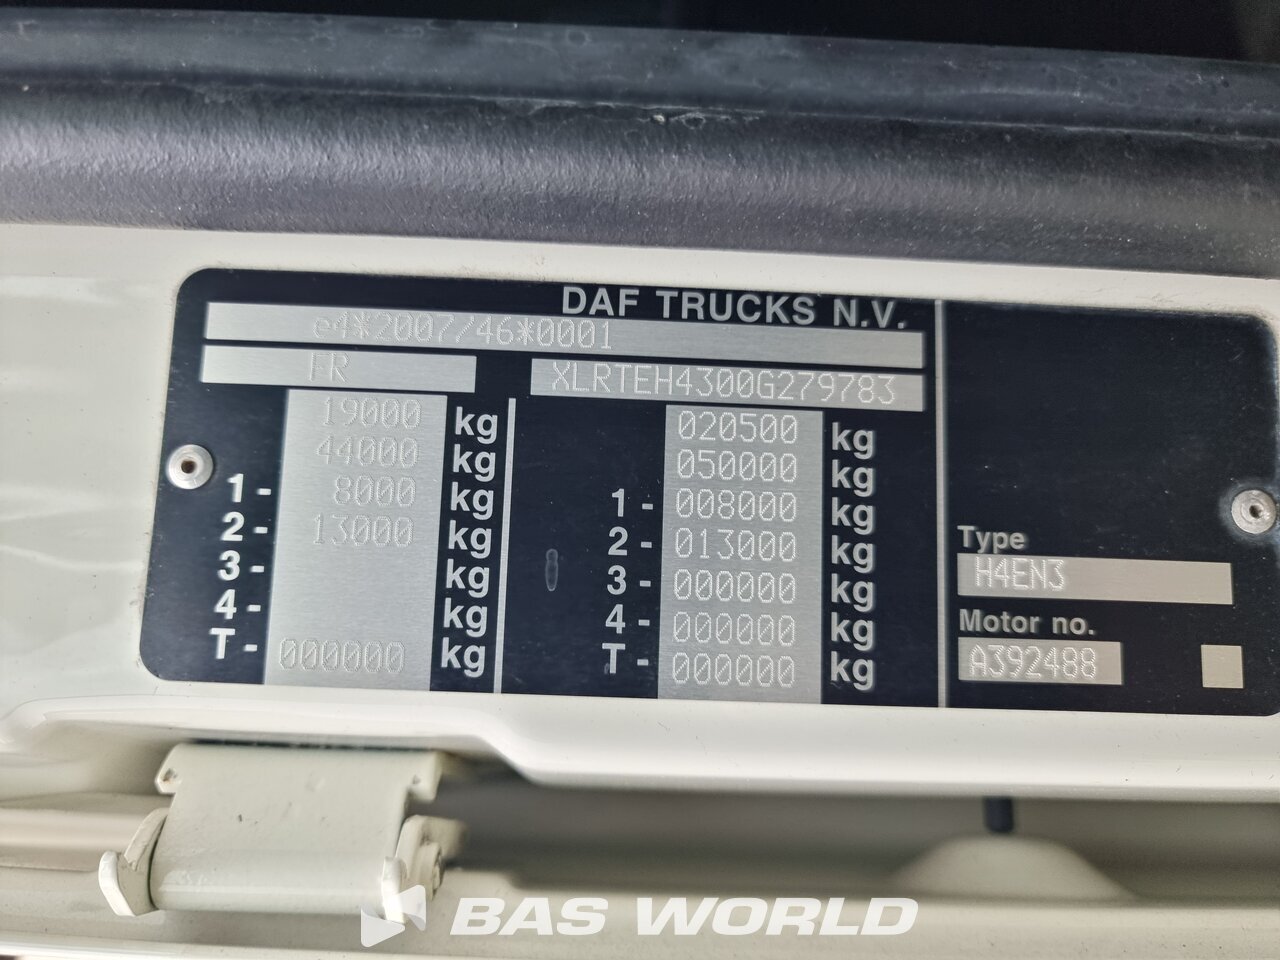 DAF TRUCKS N.V.
e4*2007/46*0001
FR XLRTEH4300G279783
19000 kg 020500 kg
44000 kg 050000 kg
1 - 8000 kg 1 - 008000 kg
2 - 13000 kg 2 - 013000 kg
3 - kg 3 - 000000 kg
4 - kg 4 - 000000 kg
T - 000000 kg T - 000000 kg
Type
H4EN3
Motor no.
A392488
BAS WORLD